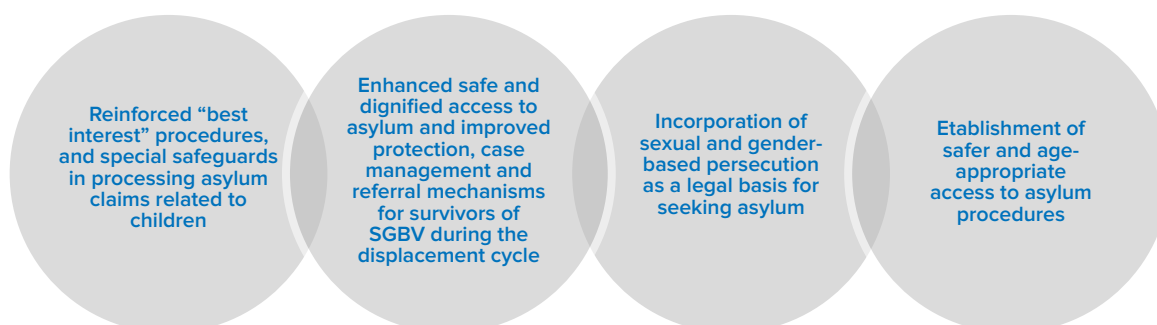 Reinforced “best
interest” procedures,
and special safeguards
in processing asylum
claims related to
children
Enhanced safe and
dignified access to
asylum and improved
protection, case
management and
referral mechanisms
for survivors of
SGBV during the
displacement cycle
Incorporation of
sexual and gender-
based persecution
as a legal basis for
seeking asylum
Etablishment of
safer and age-
appropriate
access to asylum
procedures